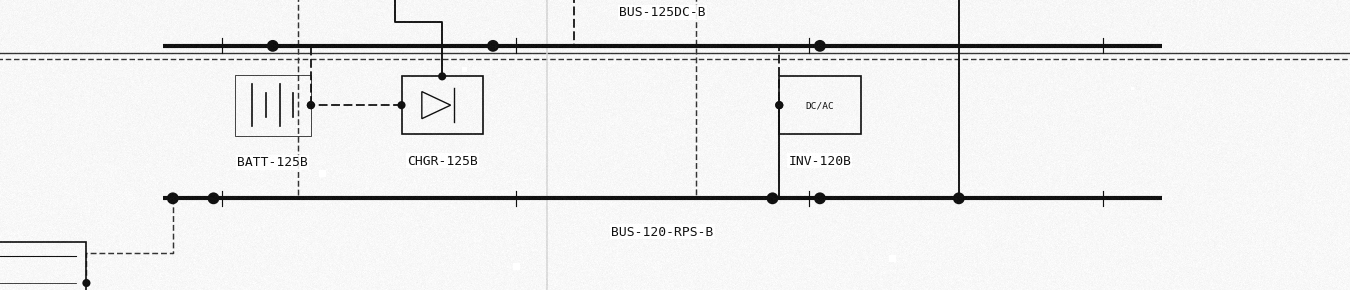 BUS-125DC-B
DC/AC
BATT-125B
CHGR-125B
INV-120B
BUS-120-RPS-B